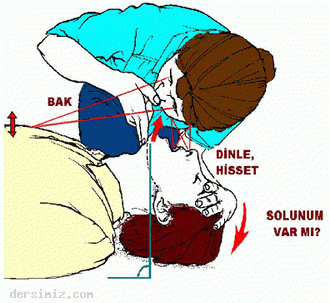 BAK
DİNLE,
HİSSET
SOLUNUM
VAR MI?
dersimiz.com